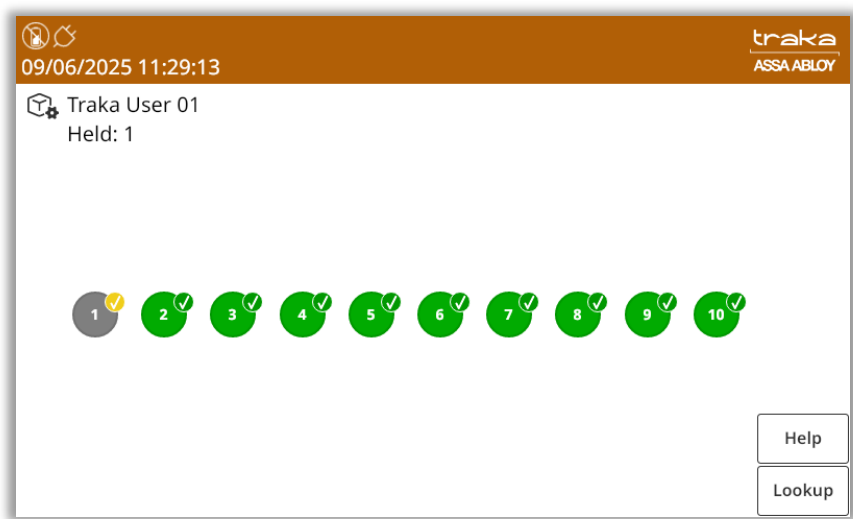 traka
09/06/2025 11:29:13
ASSA ABLOY
Traka User 01
Held: 1
1 2 3 4 5 6 7 8 9 10
Help
Lookup